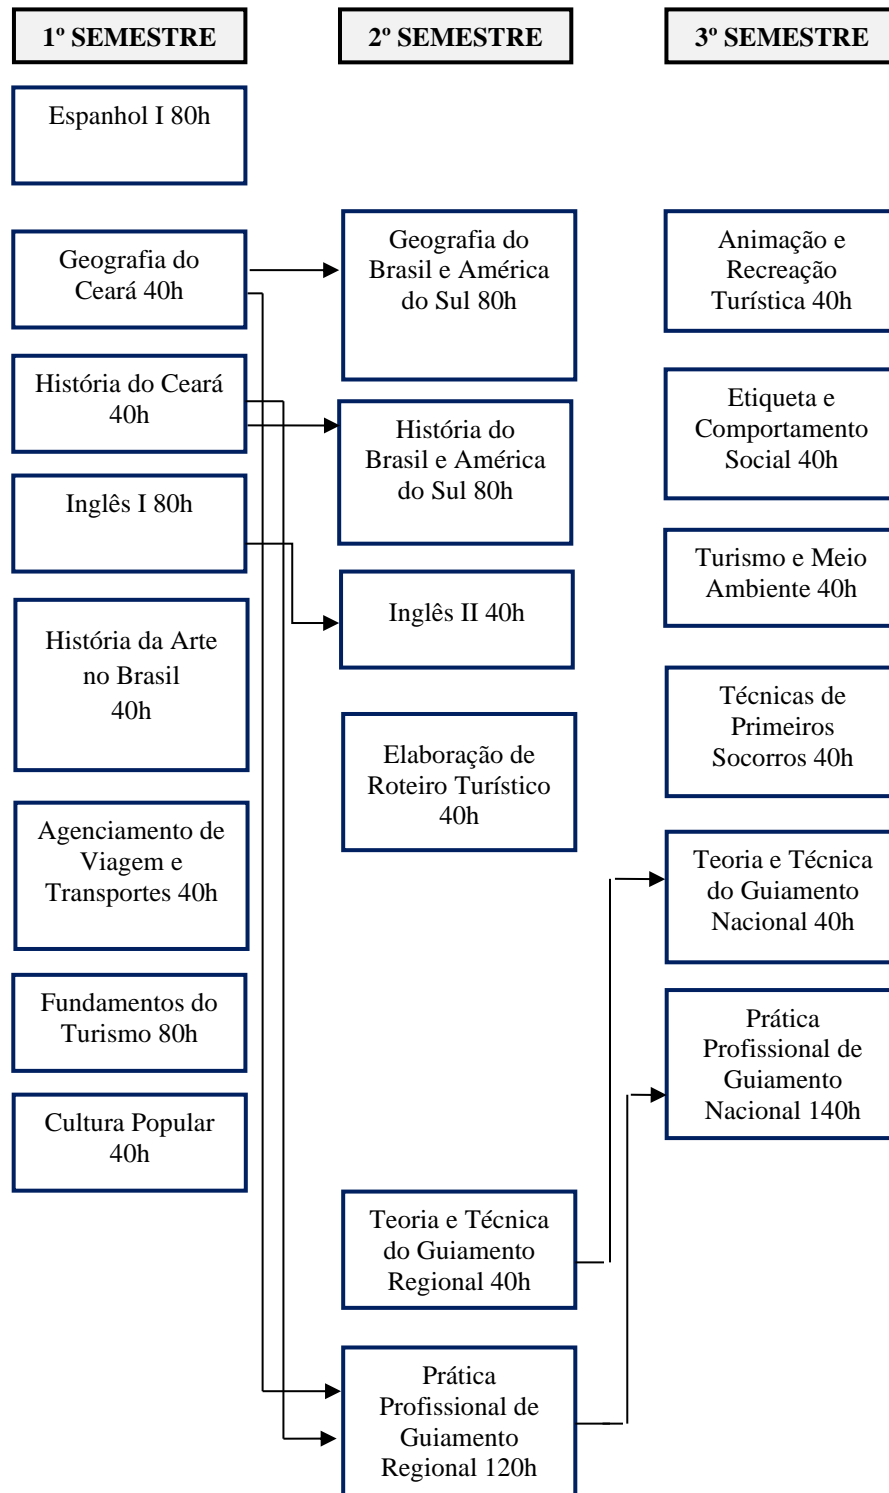 1º SEMESTRE
Espanhol I 80h
Geografia do
Ceará 40h
História do Ceará
40h
Inglês I 80h
História da Arte
no Brasil
40h
Agenciamento de
Viagem e
Transportes 40h
Fundamentos do
Turismo 80h
Cultura Popular
40h
2º SEMESTRE
Geografia do
Brasil e América
do Sul 80h
História do
Brasil e América
do Sul 80h
Inglês II 40h
Elaboração de
Roteiro Turístico
40h
Teoria e Técnica
do Guiamento
Regional 40h
Prática
Profissional de
Guiamento
Regional 120h
3º SEMESTRE
Animação e
Recreação
Turística 40h
Etiqueta e
Comportamento
Social 40h
Turismo e Meio
Ambiente 40h
Técnicas de
Primeiros
Socorros 40h
Teoria e Técnica
do Guiamento
Nacional 40h
Prática
Profissional de
Guiamento
Nacional 140h